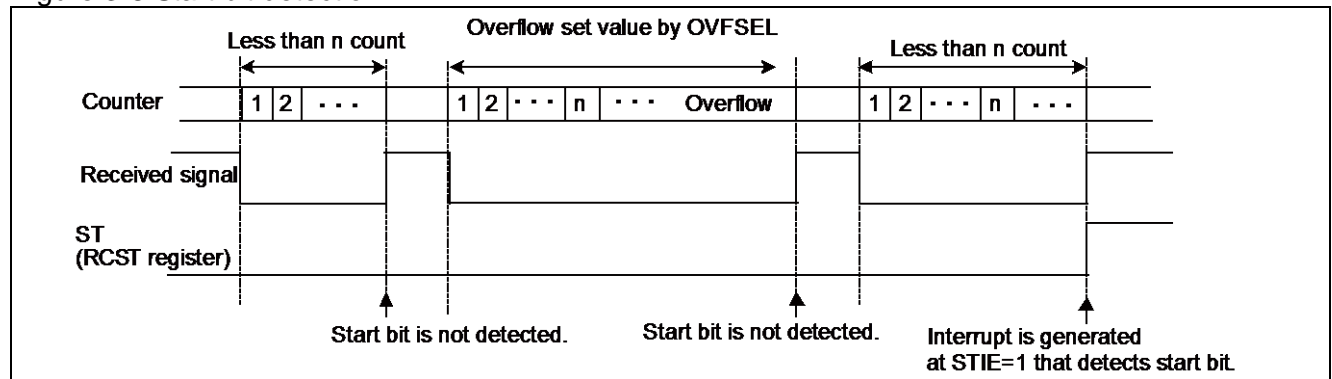 Less than n count
Overflow set value by OVFSEL
Less than n count
Counter
1 2 ··· 1 2 ··· n ··· Overflow 1 2 ··· n ···
Received signal
ST
(RCST register)
Start bit is not detected.
Start bit is not detected.
Interrupt is generated
at STIE=1 that detects start bit.